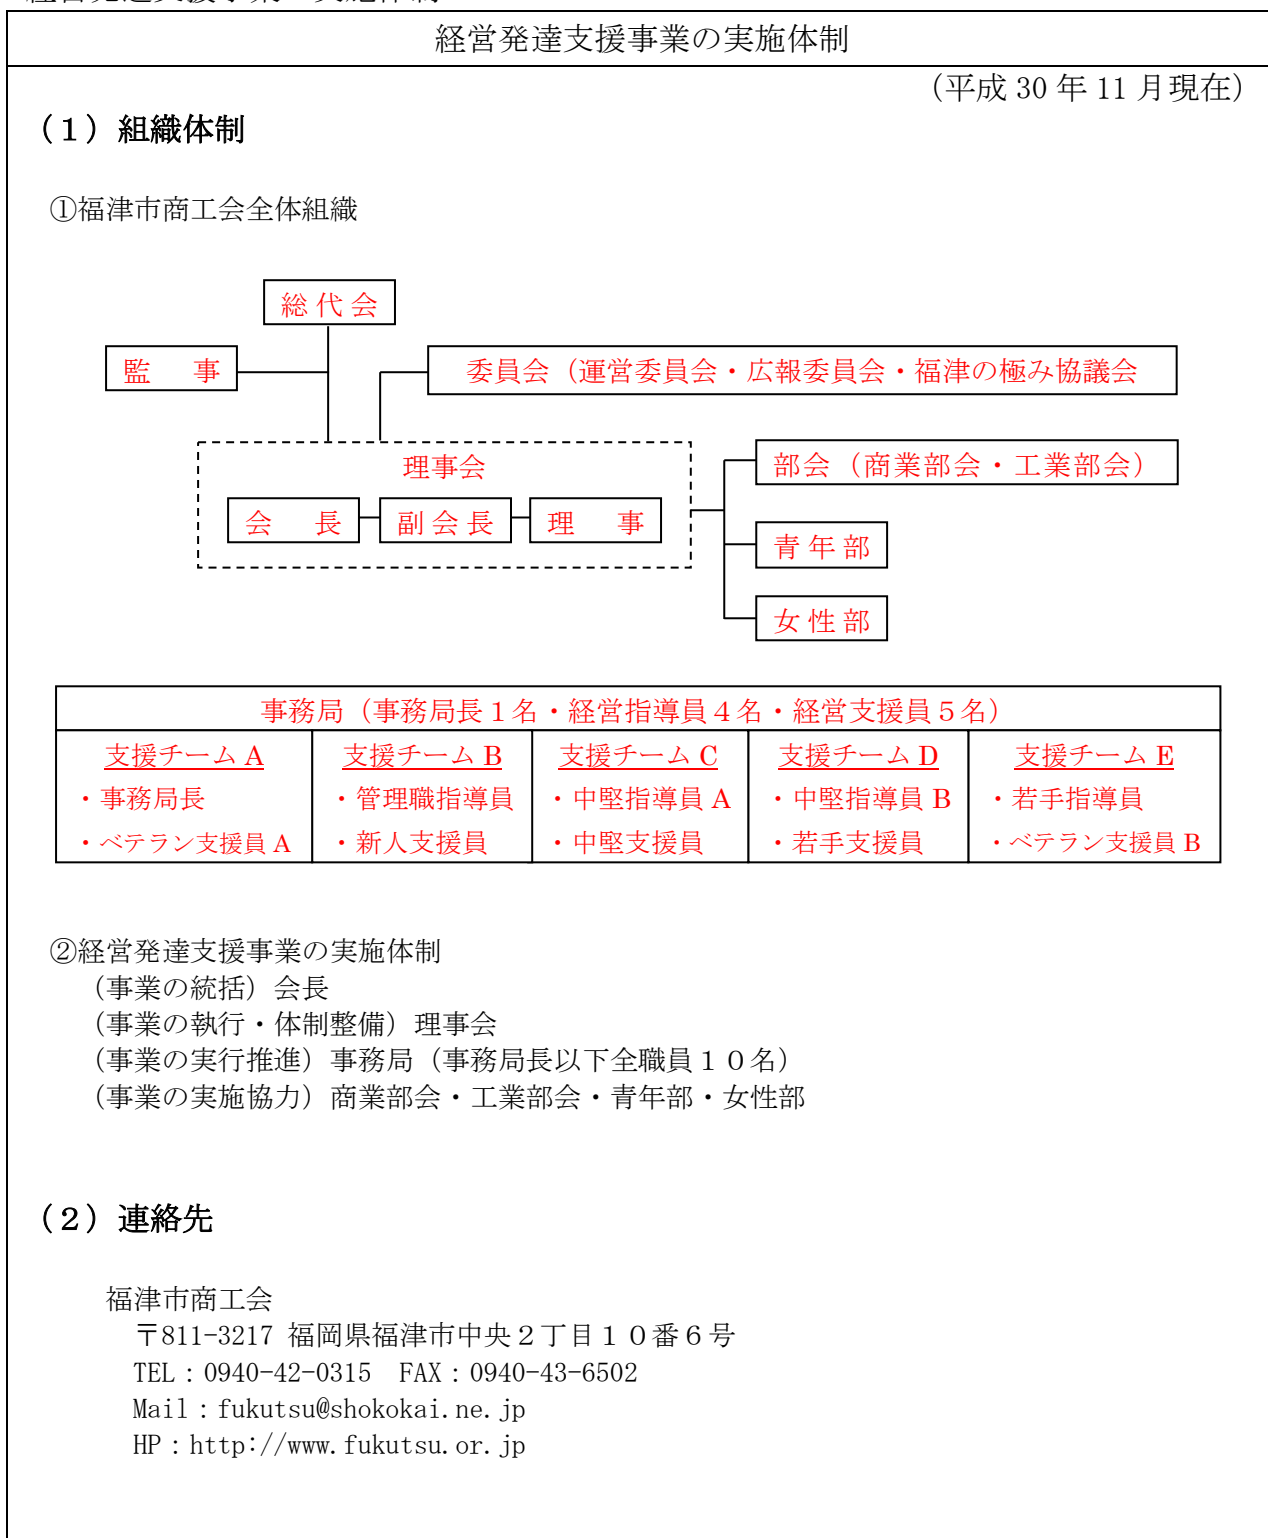 経営発達支援事業の実施体制
(平成 30 年 11 月現在)
（１）組織体制
①福津市商工会全体組織
総 代 会
監　事
委員会（運営委員会・広報委員会・福津の極み協議会
理事会
部会（商業部会・工業部会）
会　長
副 会 長
理　事
青 年 部
女 性 部
事務局（事務局長１名・経営指導員４名・経営支援員５名）
支援チーム A
・事務局長
・ベテラン支援員 A
支援チーム B
・管理職指導員
・新人支援員
支援チーム C
・中堅指導員 A
・中堅支援員
支援チーム D
・中堅指導員 B
・若手支援員
支援チーム E
・若手指導員
・ベテラン支援員 B
②経営発達支援事業の実施体制
（事業の統括）会長
（事業の執行・体制整備）理事会
（事業の実行推進）事務局（事務局長以下全職員１０名）
（事業の実施協力）商業部会・工業部会・青年部・女性部
（２）連絡先
福津市商工会
〒811-3217 福岡県福津市中央２丁目１０番６号
TEL：0940-42-0315　FAX：0940-43-6502
Mail：fukutsu@shokokai.ne.jp
HP：http://www.fukutsu.or.jp